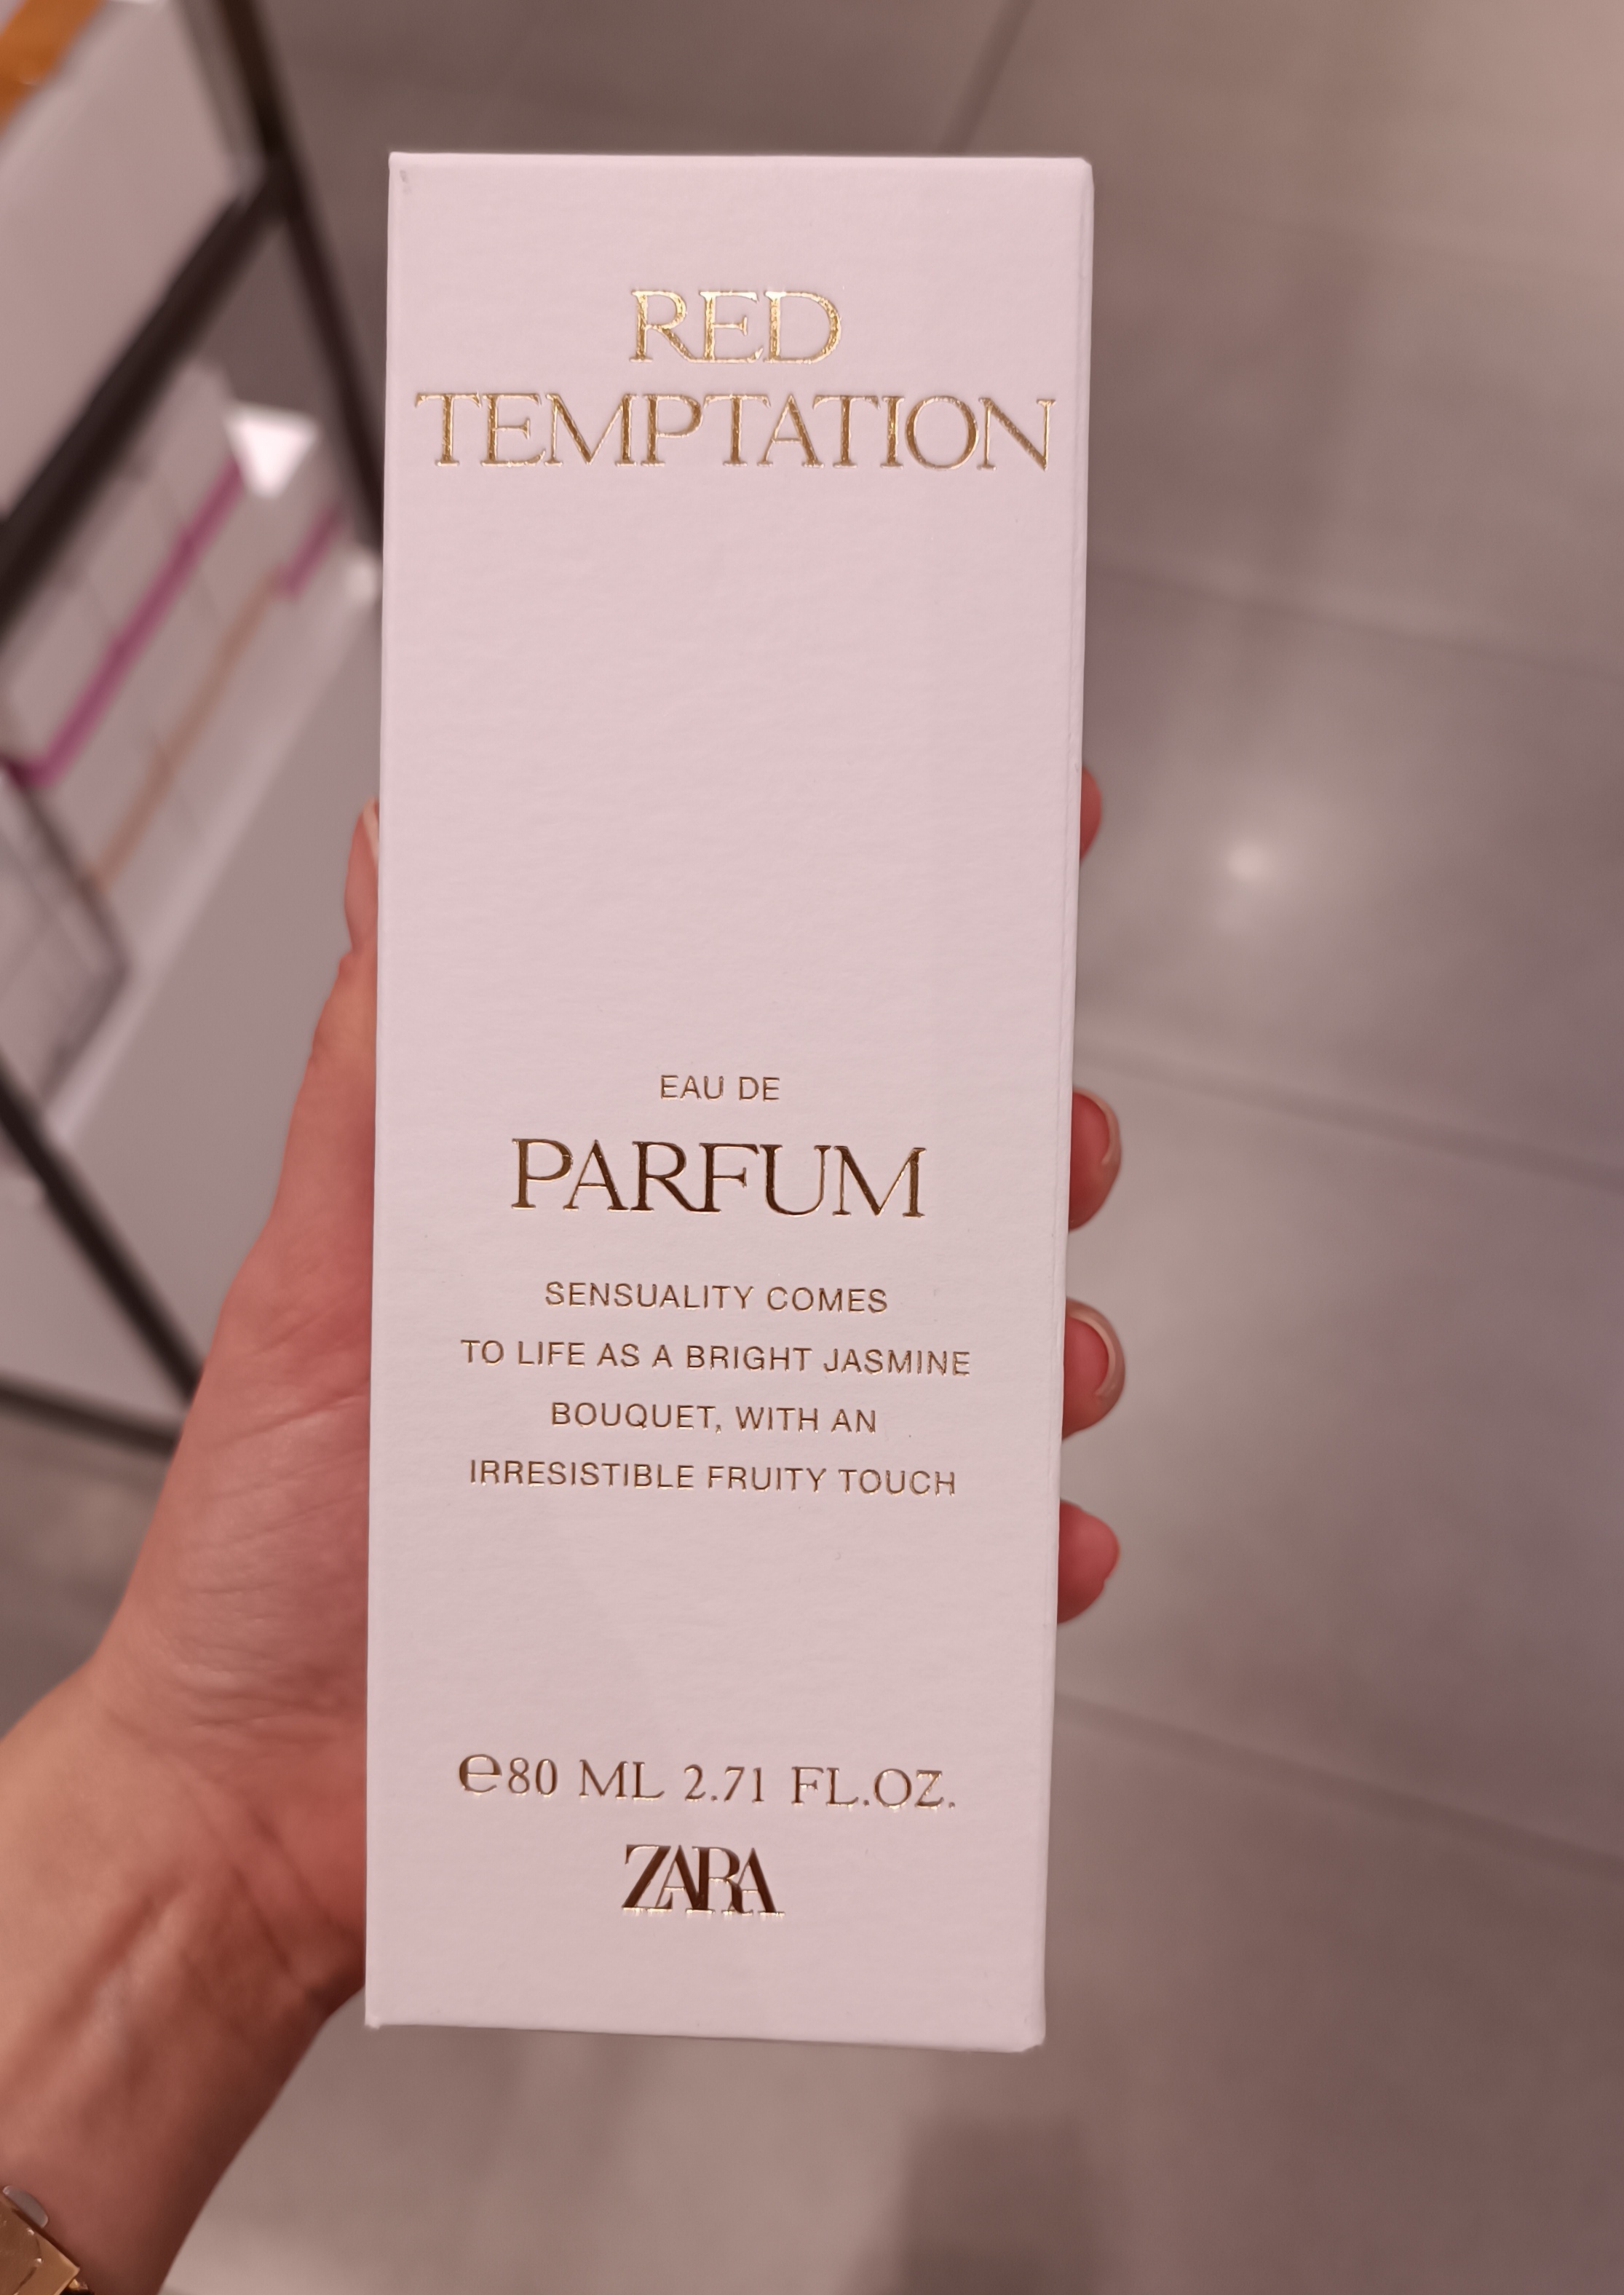 RED
TEMPTATION
EAU DE
PARFUM
SENSUALITY COMES
TO LIFE AS A BRIGHT JASMINE
BOUQUET, WITH AN
IRRESISTIBLE FRUITY TOUCH
℮80 ML 2.71 FL.OZ.
ZARA